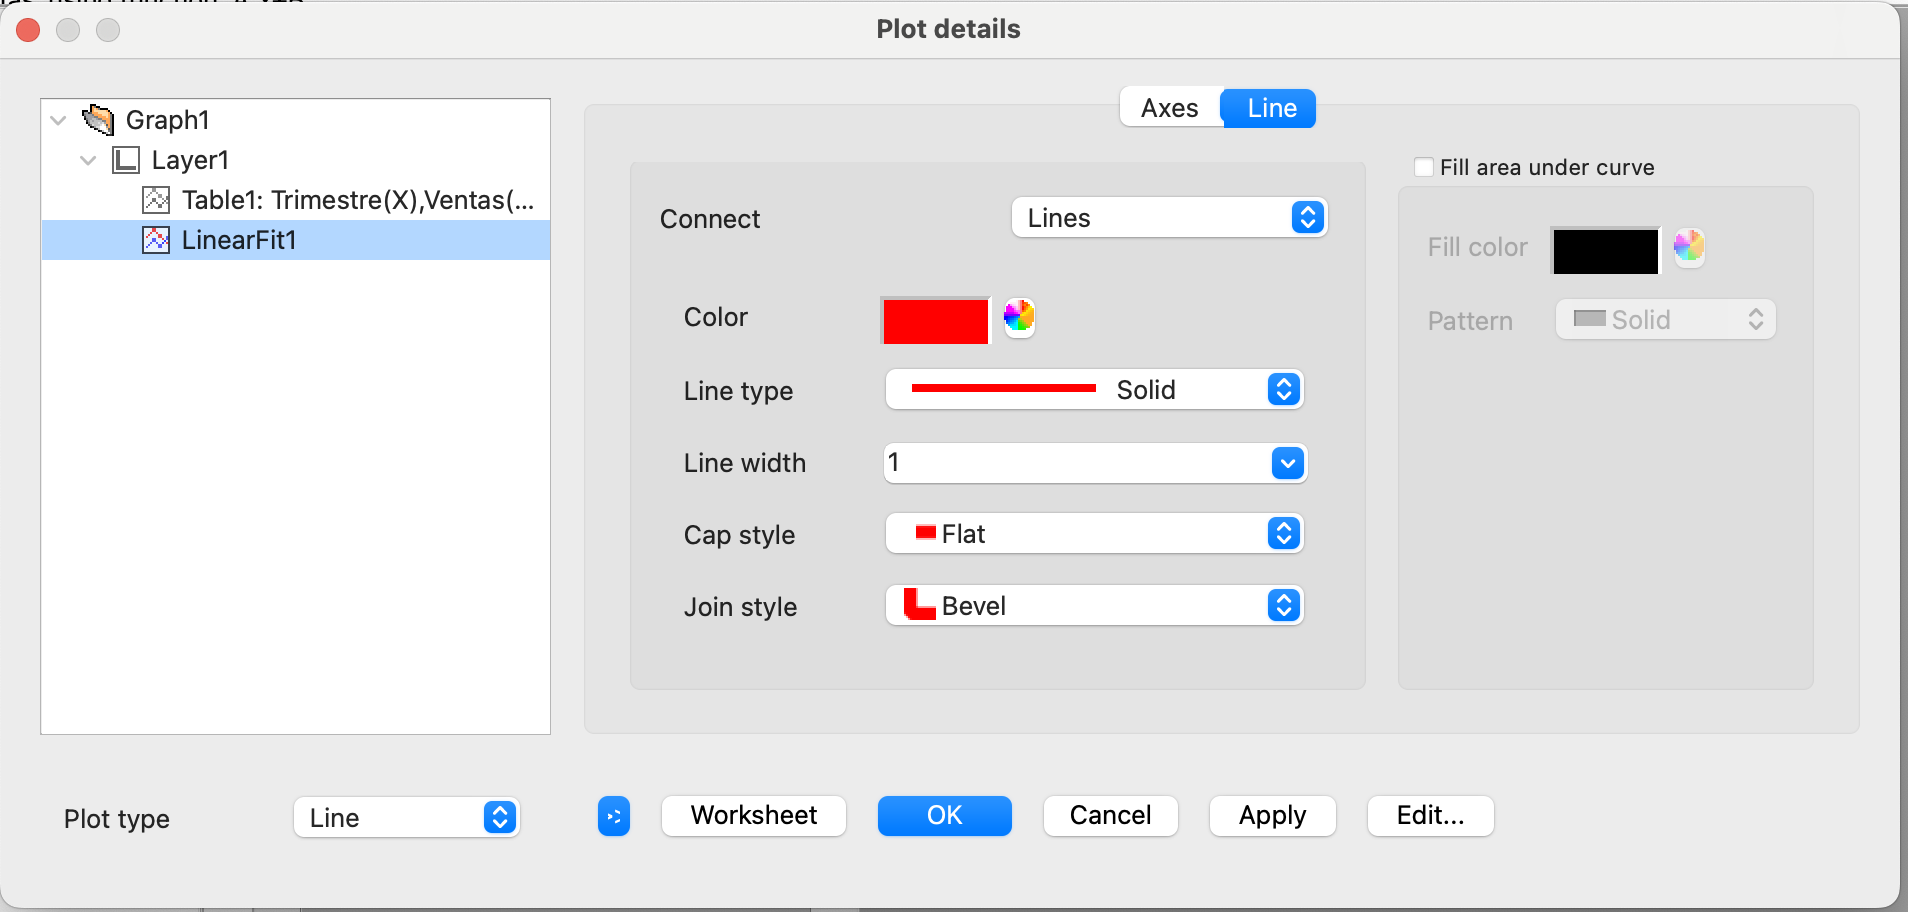 Plot details
Graph1
Layer1
Table1: Trimestre(X),Ventas(...
LinearFit1
Axes
Line
Connect
Lines
Color
Line type
Solid
Line width
1
Cap style
Flat
Join style
Bevel
Fill area under curve
Fill color
Pattern
Solid
Plot type
Line
Worksheet
OK
Cancel
Apply
Edit...